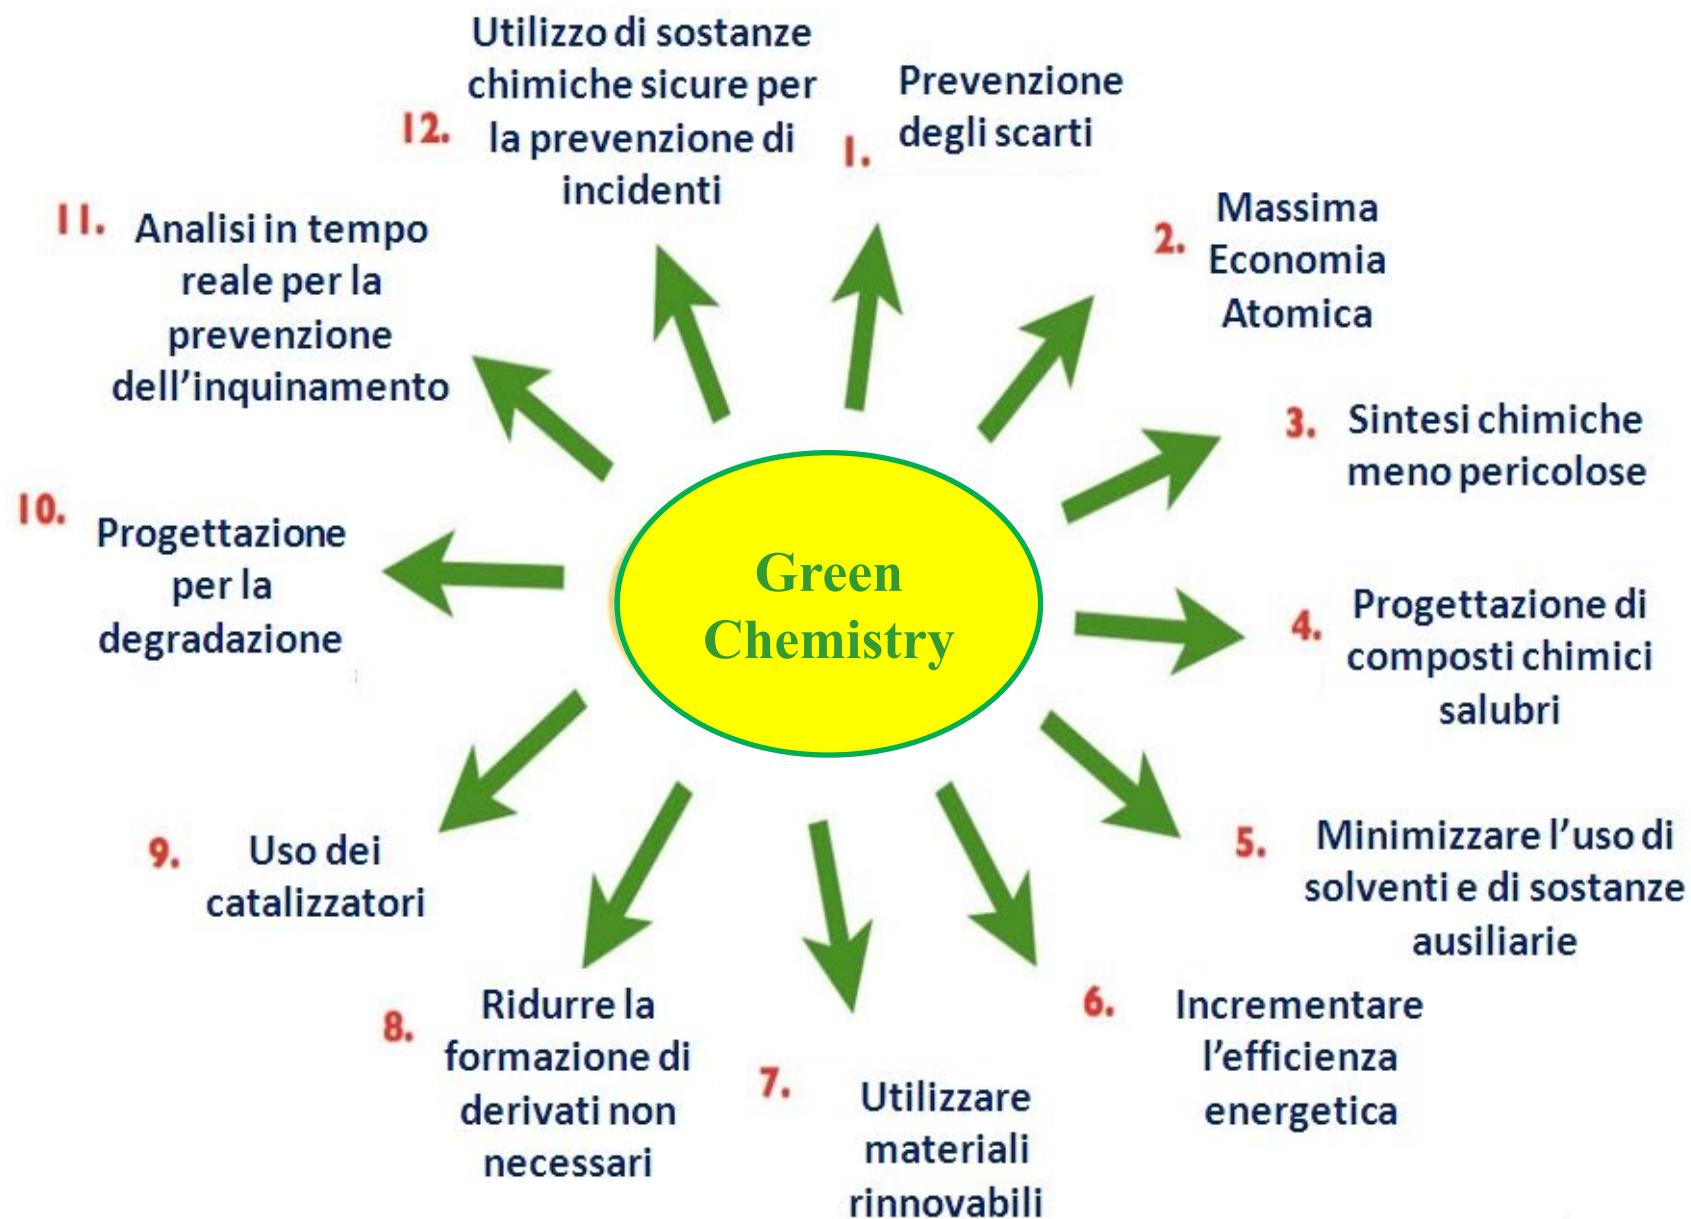 Green
Chemistry
1. Prevenzione
degli scarti
2. Massima
Economia
Atomica
3. Sintesi chimiche
meno pericolose
4. Progettazione di
composti chimici
salubri
5. Minimizzare l’uso di
solventi e di sostanze
ausiliarie
6. Incrementare
l’efficienza
energetica
7. Utilizzare
materiali
rinnovabili
8. Ridurre la
formazione di
derivati non
necessari
9. Uso dei
catalizzatori
10. Progettazione
per la
degradazione
11. Analisi in tempo
reale per la
prevenzione
dell’inquinamento
12. Utilizzo di sostanze
chimiche sicure per
la prevenzione di
incidenti